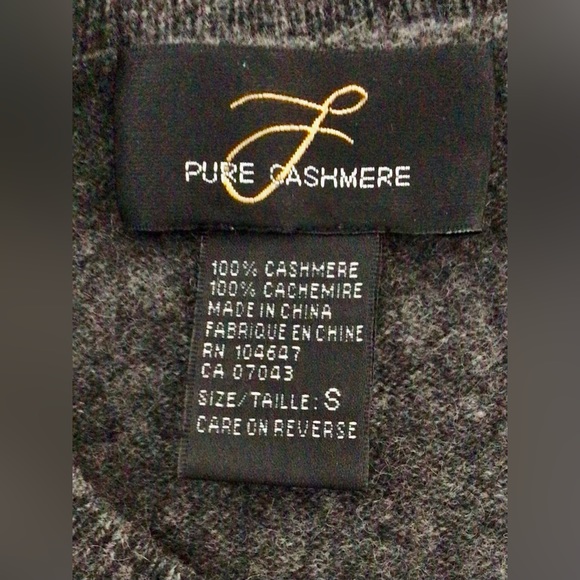 J
PURE CASHMERE
100% CASHMERE
100% CACHEMIRE
MADE IN CHINA
FABRIQUE EN CHINE
RN 104647
CA 07043
SIZE/TAILLE: S
CARE ON REVERSE